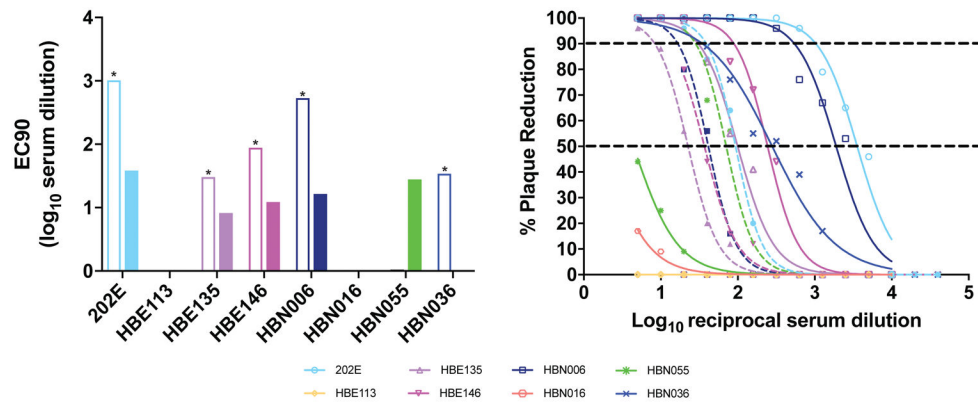 EC90
(log10 serum dilution)
4
3
2
1
0
*
*
*
*
*
202E
HBE113
HBE135
HBE146
HBN006
HBN016
HBN055
HBN036
% Plaque Reduction
100
90
80
70
60
50
40
30
20
10
0
0
1
2
3
4
5
Log10 reciprocal serum dilution
202E
HBE135
HBN006
HBN055
HBE113
HBE146
HBN016
HBN036